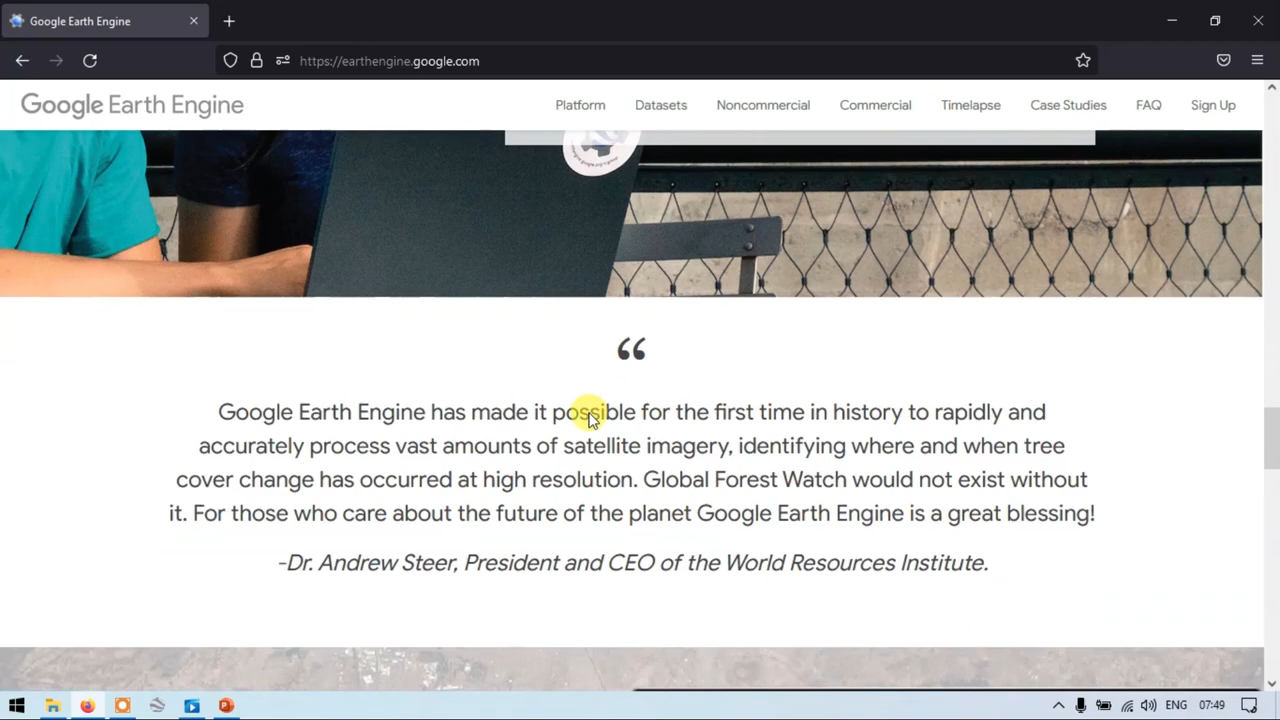 Google Earth Engine
https://earthengine.google.com
Google Earth Engine Platform Datasets Noncommercial Commercial Timelapse Case Studies FAQ Sign Up
“
Google Earth Engine has made it possible for the first time in history to rapidly and
accurately process vast amounts of satellite imagery, identifying where and when tree
cover change has occurred at high resolution. Global Forest Watch would not exist without
it. For those who care about the future of the planet Google Earth Engine is a great blessing!
-Dr. Andrew Steer, President and CEO of the World Resources Institute.
ENG 07:49